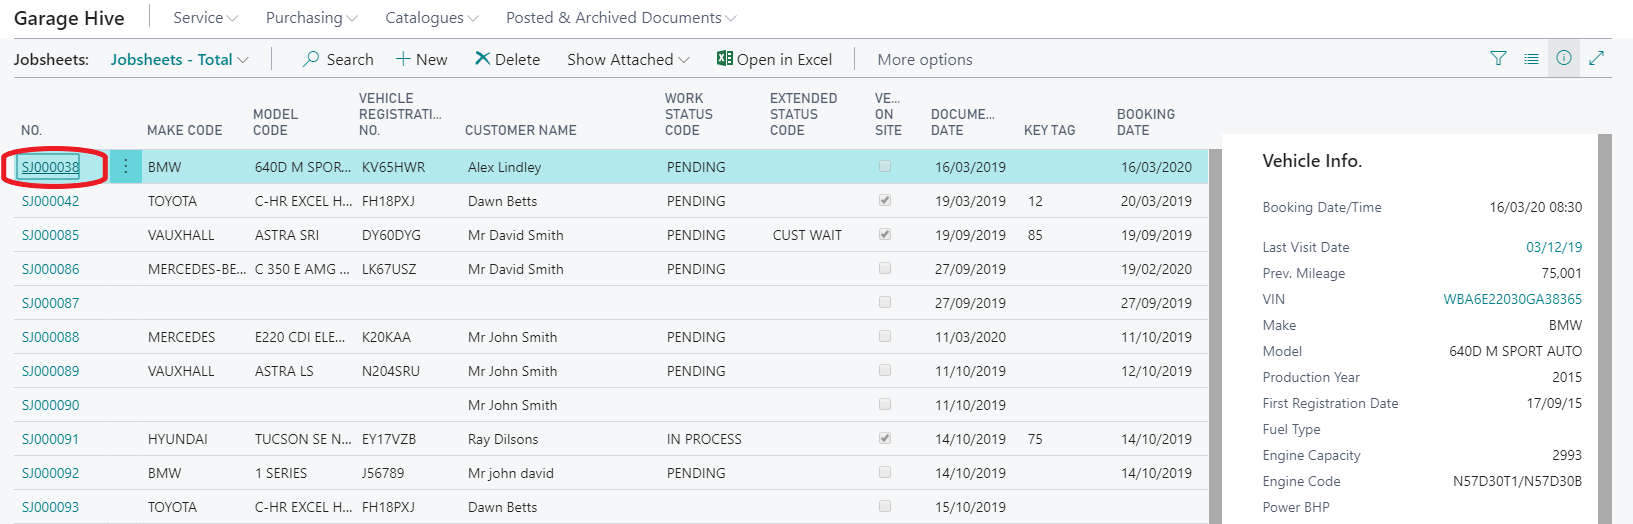 Garage Hive Service Purchasing Catalogues Posted & Archived Documents
Jobsheets: Jobsheets - Total Search New Delete Show Attached Open in Excel More options
NO. MAKE CODE MODEL CODE VEHICLE REGISTRATI... NO. CUSTOMER NAME WORK STATUS CODE EXTENDED STATUS CODE VE... ON SITE DOCUME... DATE KEY TAG BOOKING DATE
SJ000038 BMW 640D M SPOR... KV65HWR Alex Lindley PENDING 16/03/2019 16/03/2020
SJ000042 TOYOTA C-HR EXCEL H... FH18PXJ Dawn Betts PENDING 19/03/2019 12 20/03/2019
SJ000085 VAUXHALL ASTRA SRI DY60DYG Mr David Smith PENDING CUST WAIT 19/09/2019 85 19/09/2019
SJ000086 MERCEDES-BE... C 350 E AMG ... LK67USZ Mr David Smith PENDING 27/09/2019 19/02/2020
SJ000087 27/09/2019 27/09/2019
SJ000088 MERCEDES E220 CDI ELE... K20KAA Mr John Smith PENDING 11/03/2020 11/10/2019
SJ000089 VAUXHALL ASTRA LS N204SRU Mr John Smith PENDING 11/10/2019 12/10/2019
SJ000090 Mr John Smith 11/10/2019
SJ000091 HYUNDAI TUCSON SE N... EY17VZB Ray Dilsons IN PROCESS 14/10/2019 75 14/10/2019
SJ000092 BMW 1 SERIES J56789 Mr john david PENDING 14/10/2019 14/10/2019
SJ000093 TOYOTA C-HR EXCEL H... FH18PXJ Dawn Betts 15/10/2019
Vehicle Info.
Booking Date/Time 16/03/20 08:30
Last Visit Date 03/12/19
Prev. Mileage 75,001
VIN WBA6E22030GA38365
Make BMW
Model 640D M SPORT AUTO
Production Year 2015
First Registration Date 17/09/15
Fuel Type
Engine Capacity 2993
Engine Code N57D30T1/N57D30B
Power BHP